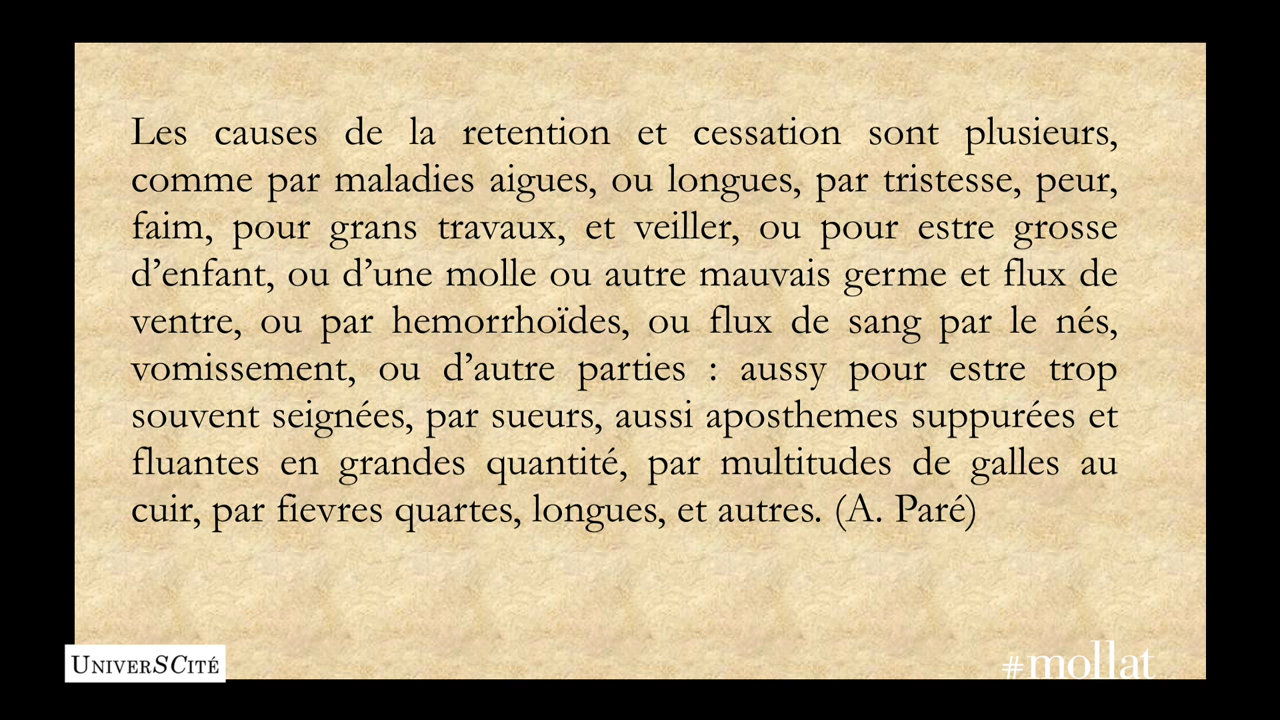 Les causes de la retention et cessation sont plusieurs,
comme par maladies aigues, ou longues, par tristesse, peur,
faim, pour grans travaux, et veiller, ou pour estre grosse
d’enfant, ou d’une molle ou autre mauvais germe et flux de
ventre, ou par hemorrhoïdes, ou flux de sang par le nés,
vomissement, ou d’autre parties : aussy pour estre trop
souvent seignées, par sueurs, aussi aposthemes suppurées et
fluantes en grandes quantité, par multitudes de galles au
cuir, par fievres quartes, longues, et autres. (A. Paré)
UNIVERSCITÉ
#mollat